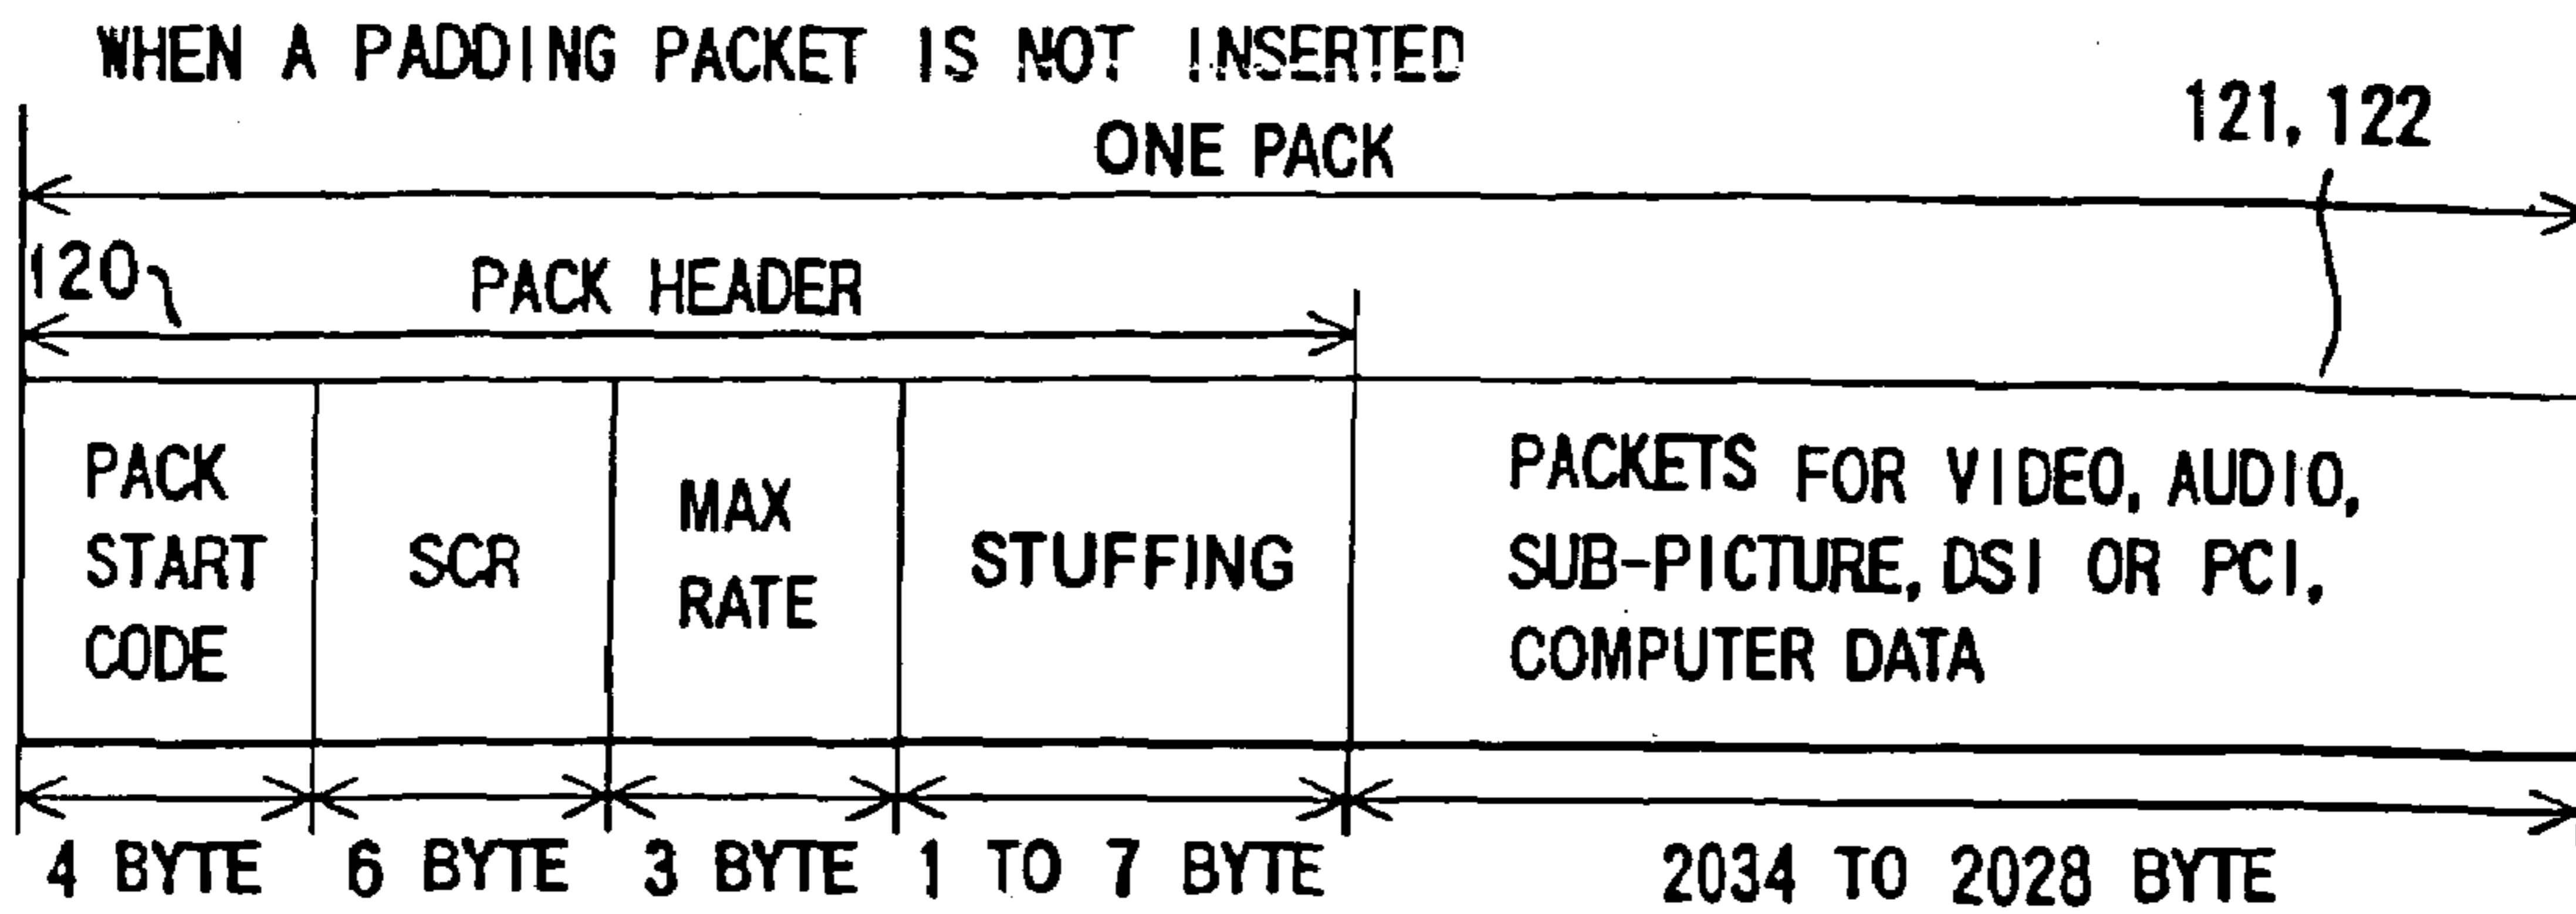 WHEN A PADDING PACKET IS NOT INSERTED
ONE PACK
121, 122
120
PACK HEADER
PACK
START
CODE
SCR
MAX
RATE
STUFFING
PACKETS FOR VIDEO, AUDIO,
SUB-PICTURE, DSI OR PCI,
COMPUTER DATA
4 BYTE
6 BYTE
3 BYTE
1 TO 7 BYTE
2034 TO 2028 BYTE